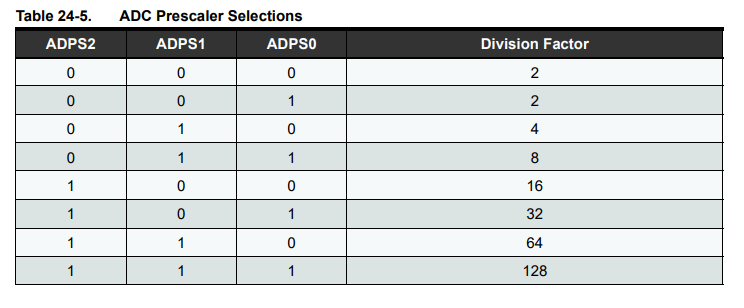 Table 24-5. ADC Prescaler Selections
ADPS2 ADPS1 ADPS0 Division Factor
0 0 0 2
0 0 1 2
0 1 0 4
0 1 1 8
1 0 0 16
1 0 1 32
1 1 0 64
1 1 1 128